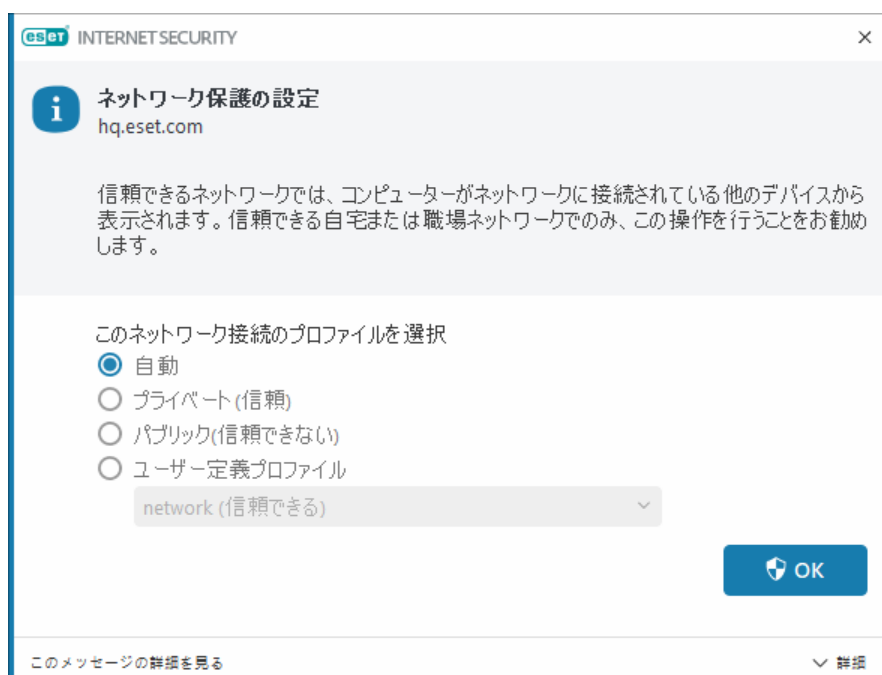 eset INTERNET SECURITY
ネットワーク保護の設定
hq.eset.com
信頼できるネットワークでは、コンピューターがネットワークに接続されている他のデバイスから
表示されます。信頼できる自宅または職場ネットワークでのみ、この操作を行うことをお勧め
します。
このネットワーク接続のプロファイルを選択
自動
プライベート(信頼)
パブリック(信頼できない)
ユーザー定義プロファイル
network (信頼できる)
OK
このメッセージの詳細を見る
詳細